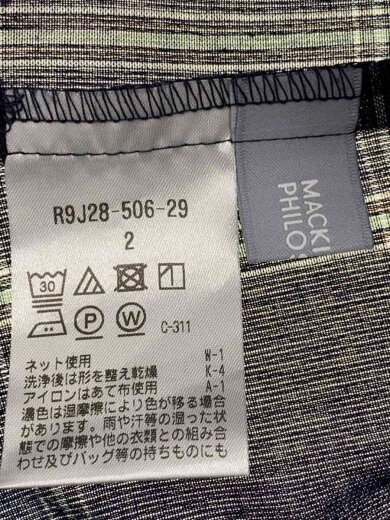 R9J28-506-29
2
30
P
W
C-311
ネット使用 W-1
洗浄後は形を整え乾燥 K-4
アイロンはあて布使用 A-1
濃色は湿摩擦により色が移る場合
があります。雨や汗等の湿った状
態での摩擦や他の衣類との組み合
わせ及びバッグ等の持ちものにも
MACKI
PHILOS